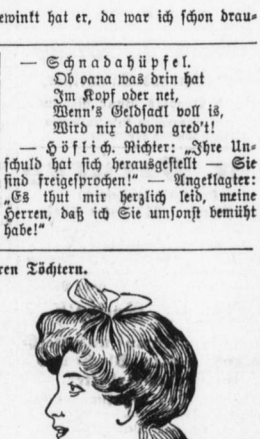 ewinkt hat er, da war ich schon drau-
— Schnadahüpfel.
Ob oana was drin hat
Im Kopf oder net,
Wenn's Geldsackl voll is,
Wird nix davon gred't!
— Höflich. Richter: „Ihre Un-
schuld hat sich herausgestellt — Sie
sind freigesprochen!" — Angeklagter:
„Es thut mir herzlich leid, meine
Herren, daß ich Sie umsonst bemüht
habe!"
ren Töchtern.